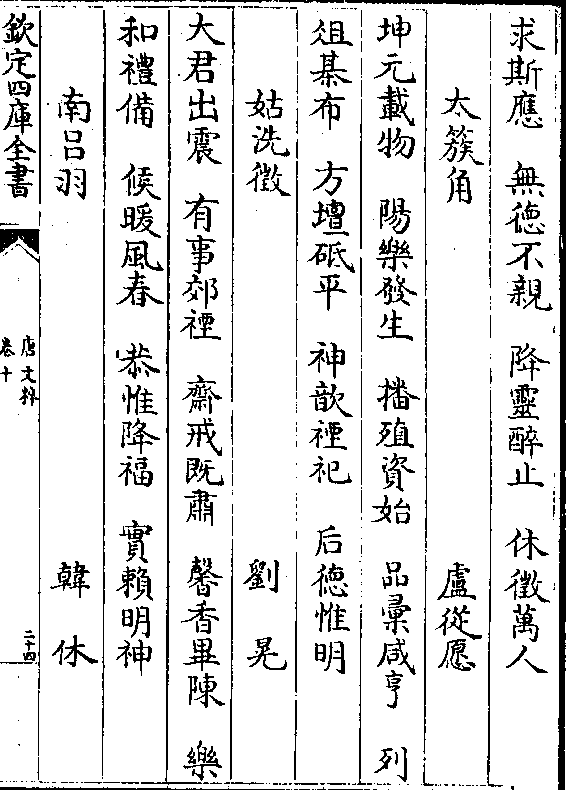 求斯應　無德不親　降靈醉止　休徵萬人
太簇角　盧從愿
坤元載物　陽樂發生　播殖資始　品彙咸亨　列
俎棊布　方壇砥平　神歆禋祀　后德惟明
姑洗徵　劉晃
大君出震　有事郊禋　齋戒旣肅　馨香畢陳　樂
和禮備　候暖風春　恭惟降福　實賴明神
南呂羽　韓休
欽定四庫全書　唐文粹　卷十　二十四